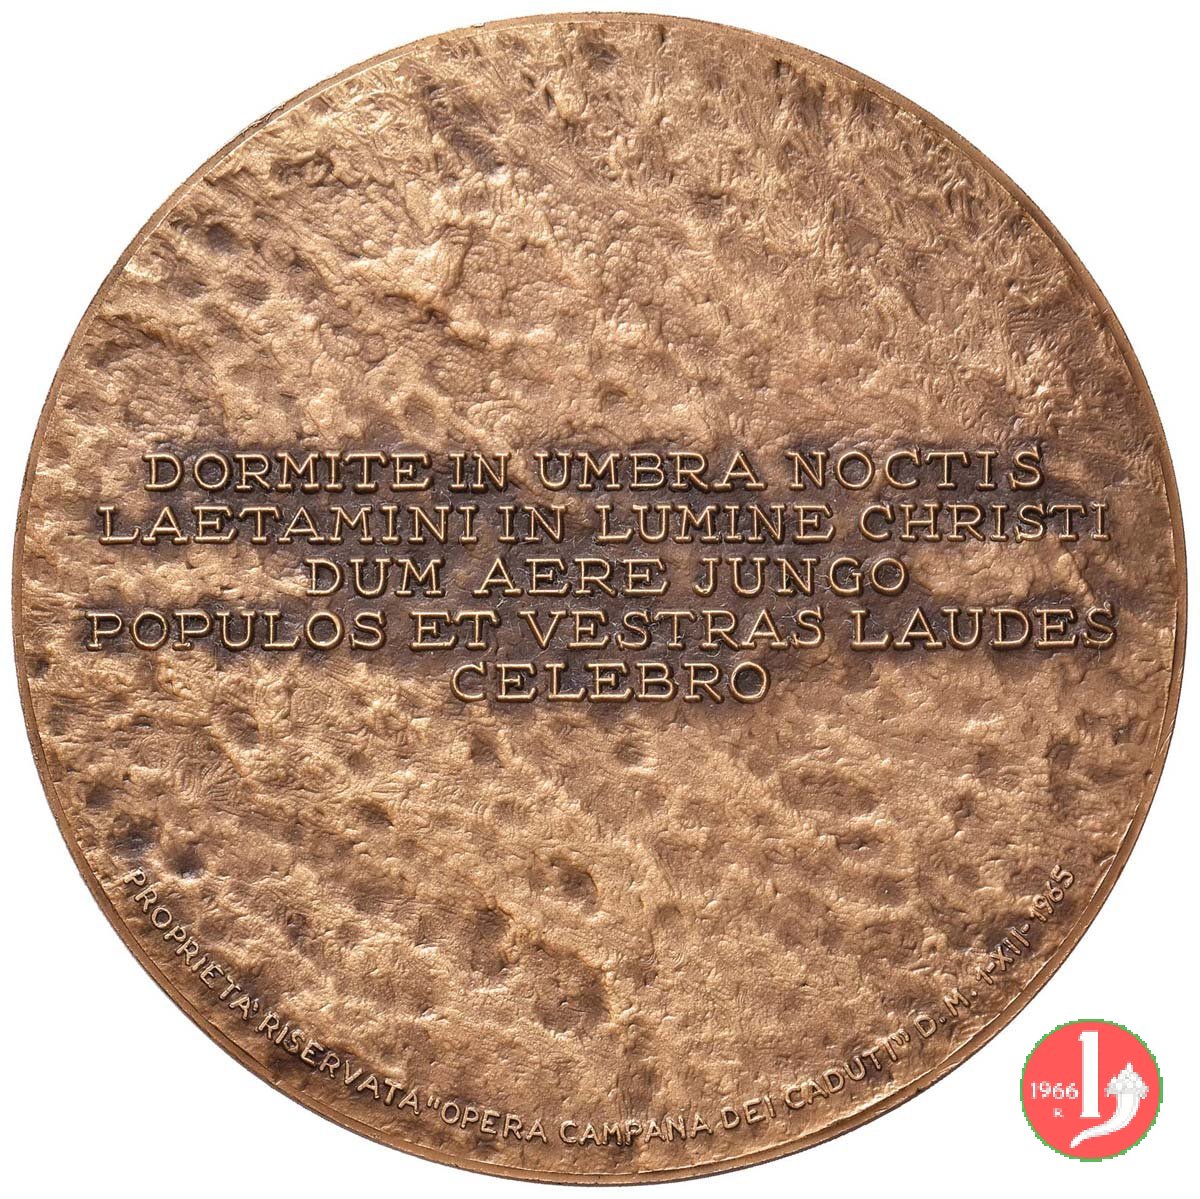 DORMITE IN UMBRA NOCTIS
LAETAMINI IN LUMINE CHRISTI
DUM AERE JUNGO
POPULOS ET VESTRAS LAUDES
CELEBRO
PROPRIETA' RISERVATA "OPERA CAMPANA DEI CADUTI" D.M. 1-XII-1965
1966
R